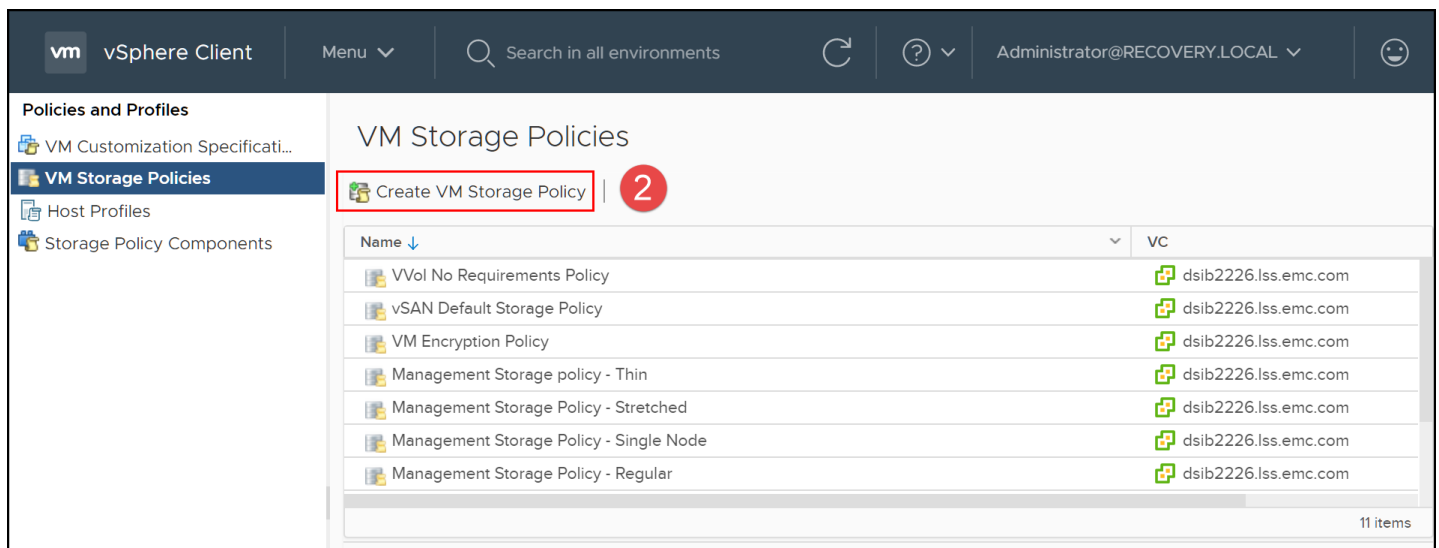 vm vSphere Client Menu Search in all environments Administrator@RECOVERY.LOCAL
Policies and Profiles
VM Customization Specificati...
VM Storage Policies
Host Profiles
Storage Policy Components
VM Storage Policies
Create VM Storage Policy 2
Name VC
VVol No Requirements Policy dsib2226.lss.emc.com
vSAN Default Storage Policy dsib2226.lss.emc.com
VM Encryption Policy dsib2226.lss.emc.com
Management Storage policy - Thin dsib2226.lss.emc.com
Management Storage Policy - Stretched dsib2226.lss.emc.com
Management Storage Policy - Single Node dsib2226.lss.emc.com
Management Storage Policy - Regular dsib2226.lss.emc.com
11 items